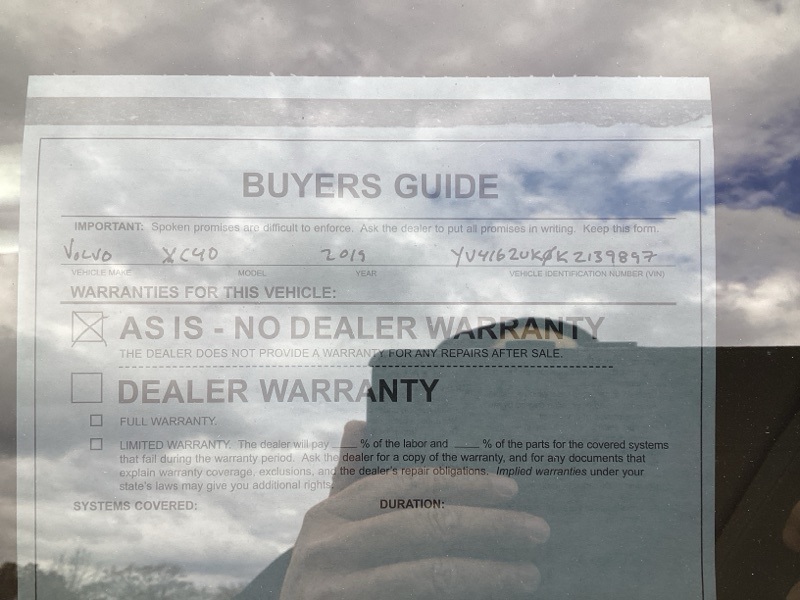 BUYERS GUIDE
IMPORTANT: Spoken promises are difficult to enforce. Ask the dealer to put all promises in writing. Keep this form.
VOLVO XC40 2019 YV4162UKØK2139897
VEHICLE MAKE MODEL YEAR VEHICLE IDENTIFICATION NUMBER (VIN)
WARRANTIES FOR THIS VEHICLE:
AS IS - NO DEALER WARRANTY
THE DEALER DOES NOT PROVIDE A WARRANTY FOR ANY REPAIRS AFTER SALE.
DEALER WARRANTY
FULL WARRANTY.
LIMITED WARRANTY. The dealer will pay ____ % of the labor and ____ % of the parts for the covered systems
that fail during the warranty period. Ask the dealer for a copy of the warranty, and for any documents that
explain warranty coverage, exclusions, and the dealer's repair obligations. Implied warranties under your
state's laws may give you additional rights.
SYSTEMS COVERED: DURATION: